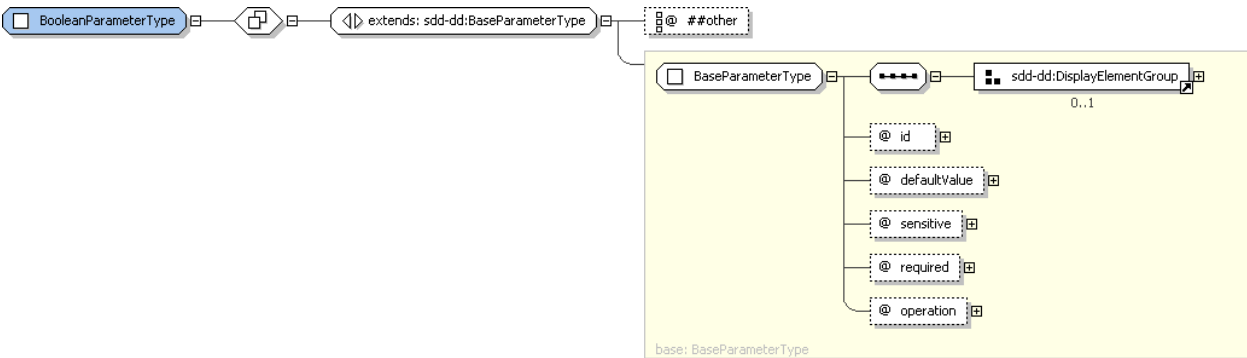 BooleanParameterType
extends: sdd-dd:BaseParameterType
@ ##other
BaseParameterType
sdd-dd:DisplayElementGroup
0..1
@ id
@ defaultValue
@ sensitive
@ required
@ operation
base: BaseParameterType